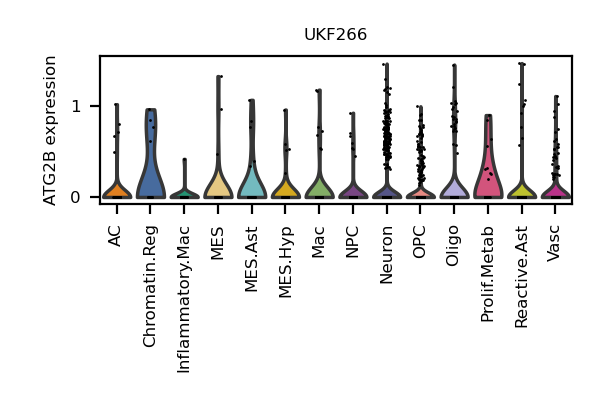 UKF266
ATG2B expression
1
0
AC
Chromatin.Reg
Inflammatory.Mac
MES
MES.Ast
MES.Hyp
Mac
NPC
Neuron
OPC
Oligo
Prolif.Metab
Reactive.Ast
Vasc